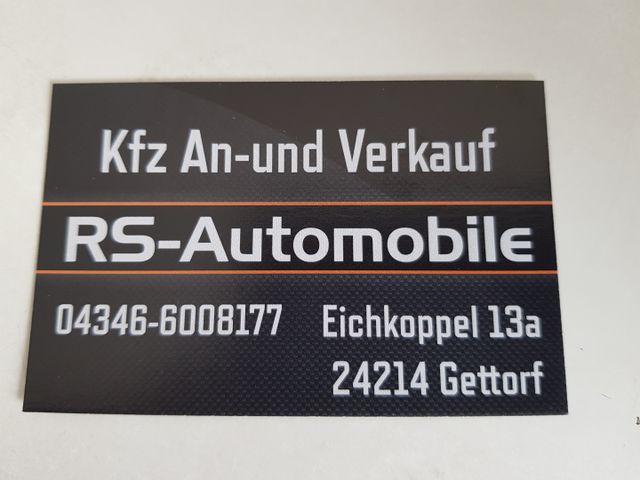 Kfz An-und Verkauf
RS-Automobile
04346-6008177
Eichkoppel 13a
24214 Gettorf